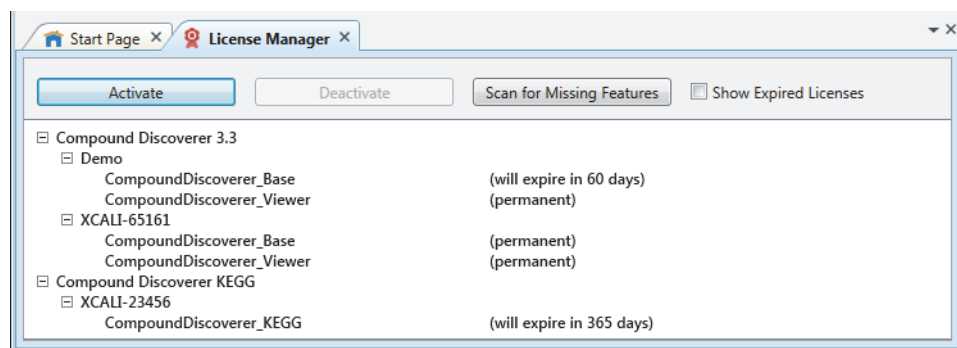 Start Page License Manager
Activate Deactivate Scan for Missing Features Show Expired Licenses
Compound Discoverer 3.3
Demo
CompoundDiscoverer_Base (will expire in 60 days)
CompoundDiscoverer_Viewer (permanent)
XCALI-65161
CompoundDiscoverer_Base (permanent)
CompoundDiscoverer_Viewer (permanent)
Compound Discoverer KEGG
XCALI-23456
CompoundDiscoverer_KEGG (will expire in 365 days)